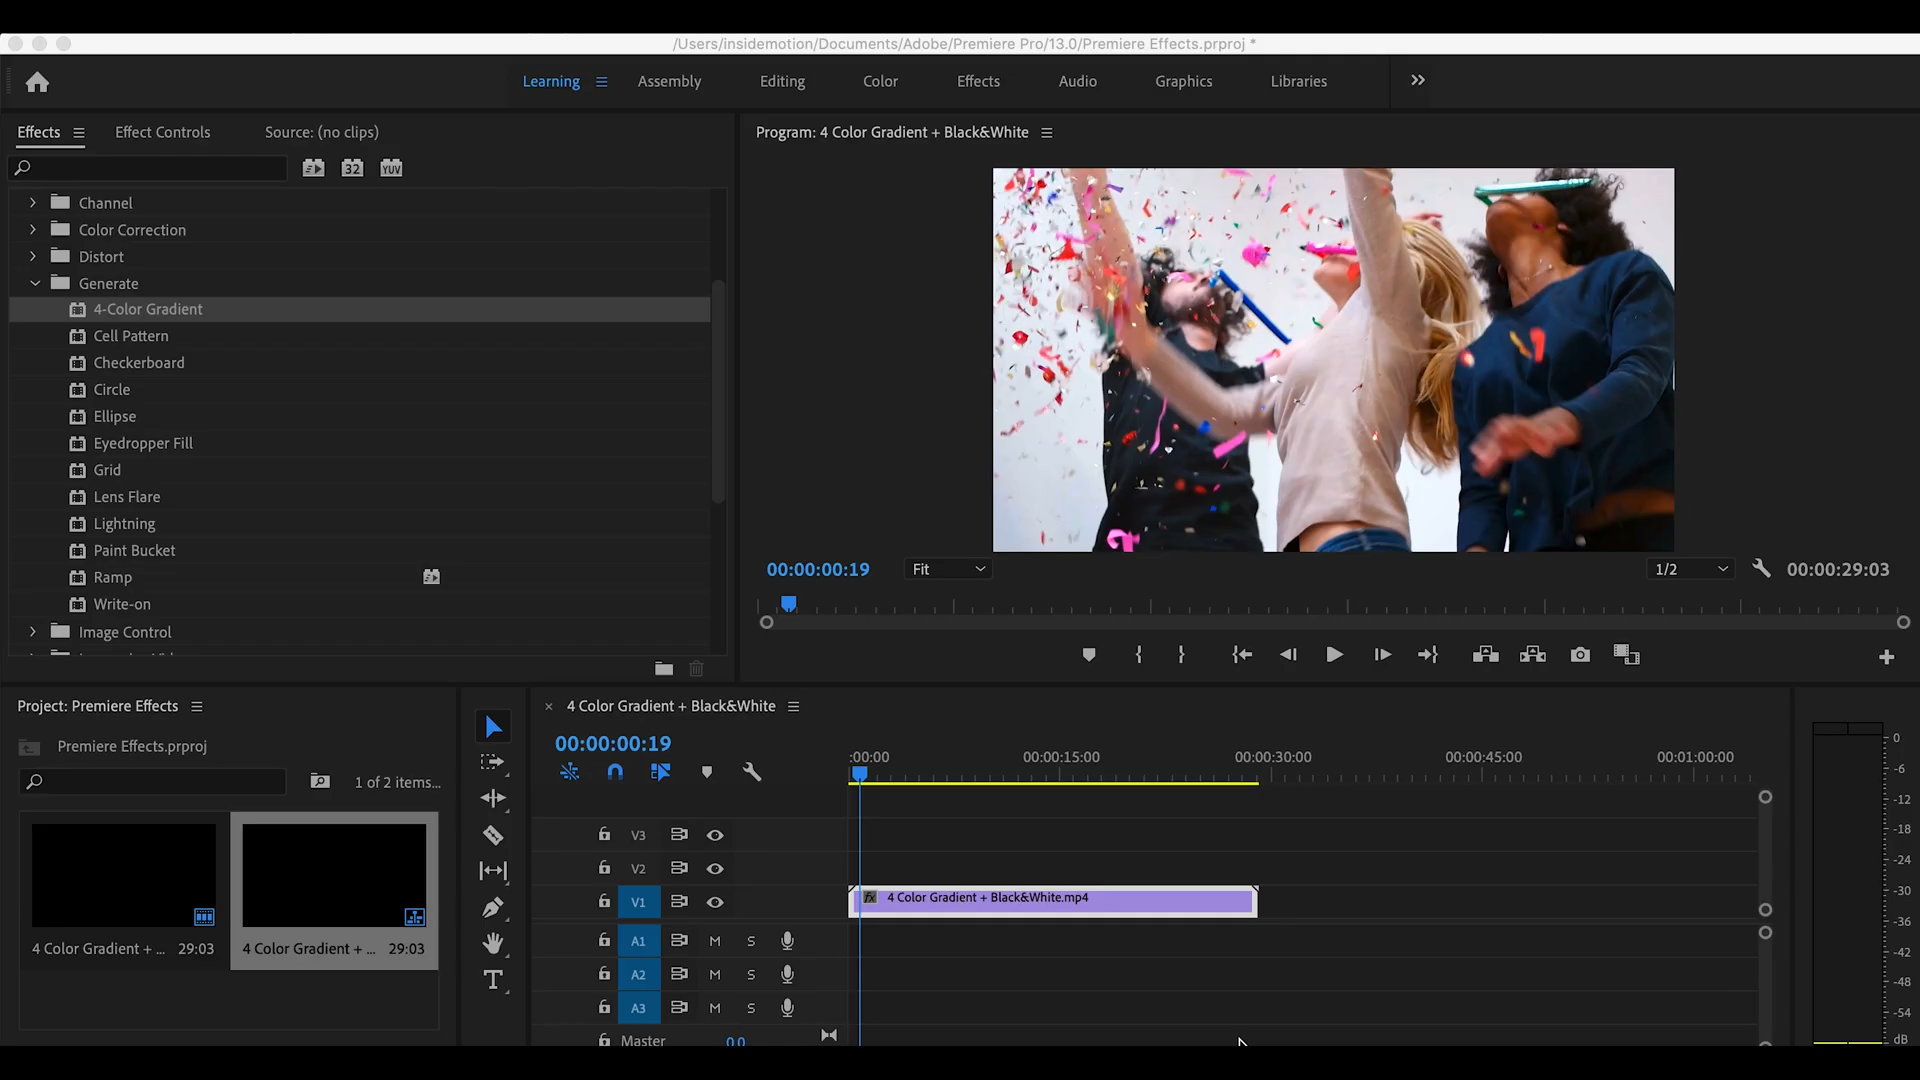 /Users/insidemotion/Documents/Adobe/Premiere Pro/13.0/Premiere Effects.prproj *
Learning
Assembly
Editing
Color
Effects
Audio
Graphics
Libraries
Effects
Effect Controls
Source: (no clips)
Program: 4 Color Gradient + Black&White
32
YUV
Channel
Color Correction
Distort
Generate
4-Color Gradient
Cell Pattern
Checkerboard
Circle
Ellipse
Eyedropper Fill
Grid
Lens Flare
Lightning
Paint Bucket
Ramp
Write-on
Image Control
00:00:00:19
Fit
1/2
00:00:29:03
Project: Premiere Effects
Premiere Effects.prproj
1 of 2 items...
4 Color Gradient + ... 29:03
4 Color Gradient + ... 29:03
× 4 Color Gradient + Black&White
00:00:00:19
:00:00
00:00:15:00
00:00:30:00
00:00:45:00
00:01:00:00
V3
V2
V1
fx 4 Color Gradient + Black&White.mp4
A1 M S
A2 M S
A3 M S
Master 0.0
0
-6
-12
-18
-24
-30
-36
-42
-48
-54
dB